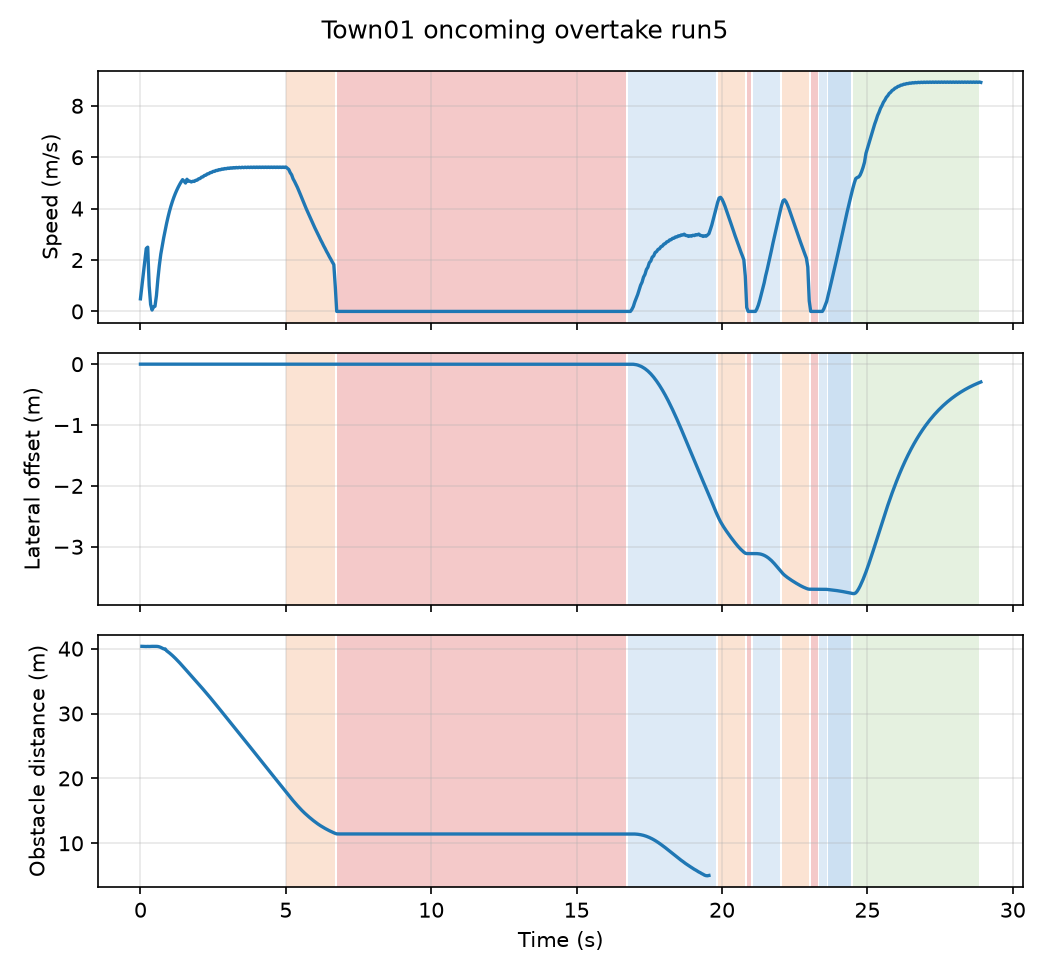 Town01 oncoming overtake run5
Speed (m/s)
8
6
4
2
0
Lateral offset (m)
0
−1
−2
−3
Obstacle distance (m)
40
30
20
10
0 5 10 15 20 25 30
Time (s)